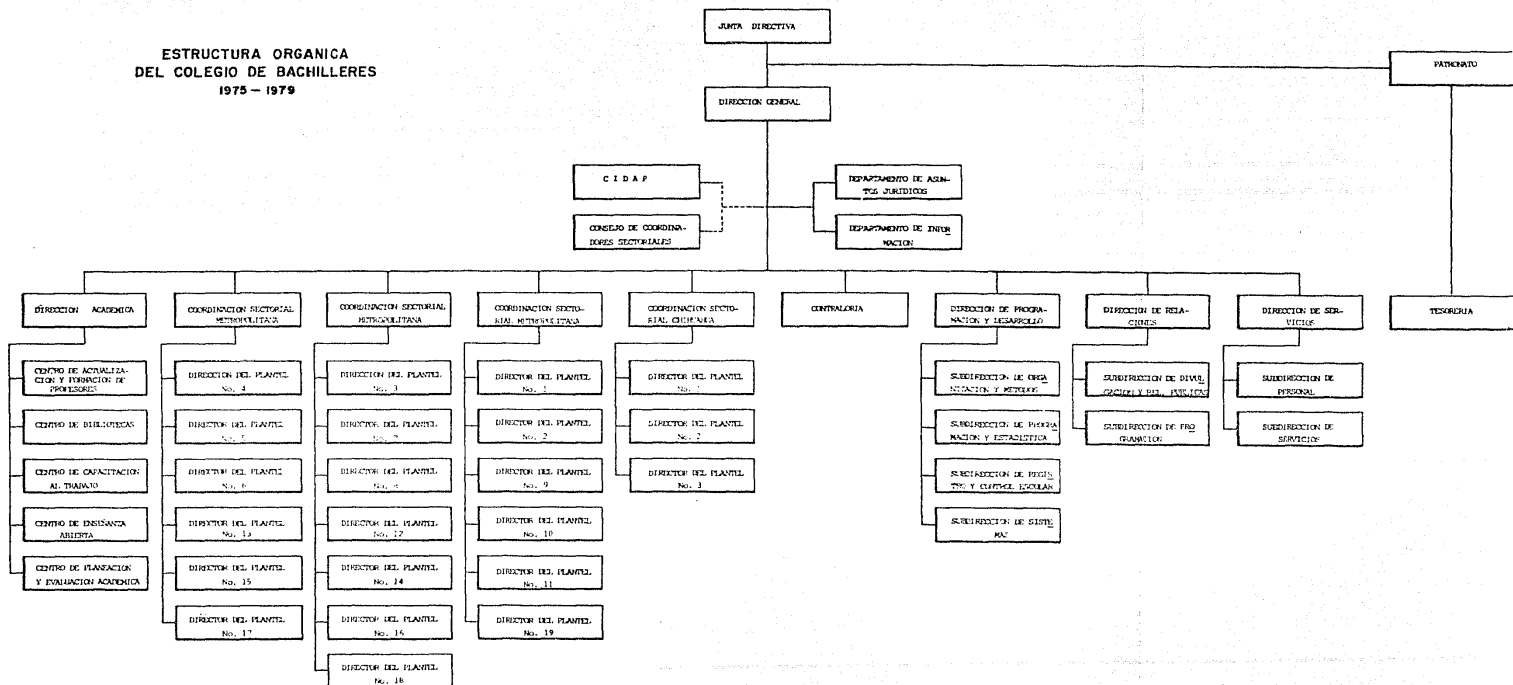 ESTRUCTURA ORGANICA
DEL COLEGIO DE BACHILLERES
1975 – 1979
JUNTA DIRECTIVA
PATRONATO
DIRECCION GENERAL
C I D A P
CONSEJO DE COORDINA-
DORES SECTORIALES
DEPARTAMENTO DE ASUN-
TOS JURIDICOS
DEPARTAMENTO DE INFOR
MACION
DIRECCION ACADEMICA
CENTRO DE ACTUALIZA-
CION Y FORMACION DE
PROFESORES
CENTRO DE BIBLIOTECAS
CENTRO DE CAPACITACION
AL TRABAJO
CENTRO DE ENSEÑANZA
ABIERTA
CENTRO DE PLANEACION
Y EVALUACION ACADEMICA
COORDINACION SECTORIAL
METROPOLITANA
DIRECCION DEL PLANTEL
No. 4
DIRECTOR DEL PLANTEL
No. 5
DIRECTOR DEL PLANTEL
No. 6
DIRECTOR DEL PLANTEL
No. 13
DIRECTOR DEL PLANTEL
No. 15
DIRECTOR DEL PLANTEL
No. 17
COORDINACION SECTORIAL
METROPOLITANA
DIRECCION DEL PLANTEL
No. 3
DIRECTOR DEL PLANTEL
No. 7
DIRECTOR DEL PLANTEL
No. 8
DIRECTOR DEL PLANTEL
No. 12
DIRECTOR DEL PLANTEL
No. 14
DIRECTOR DEL PLANTEL
No. 16
DIRECTOR DEL PLANTEL
No. 18
COORDINACION SECTO-
RIAL METROPOLITANA
DIRECTOR DEL PLANTEL
No. 1
DIRECTOR DEL PLANTEL
No. 2
DIRECTOR DEL PLANTEL
No. 9
DIRECTOR DEL PLANTEL
No. 10
DIRECTOR DEL PLANTEL
No. 11
DIRECTOR DEL PLANTEL
No. 19
COORDINACION SECTO-
RIAL CHIHUAHUA
DIRECTOR DEL PLANTEL
No. 1
DIRECTOR DEL PLANTEL
No. 2
DIRECTOR DEL PLANTEL
No. 3
CONTRALORIA
DIRECCION DE PROGRA-
MACION Y DESARROLLO
SUBDIRECCION DE ORGA
NIZACION Y METODOS
SUBDIRECCION DE PROGRA
MACION Y ESTADISTICA
SUBDIRECCION DE REGIS
TRO Y CONTROL ESCOLAR
SUBDIRECCION DE SISTE
MAS
DIRECCION DE RELA-
CIONES
SUBDIRECCION DE DIVUL
GACION Y REL. PUBLICAS
SUBDIRECCION DE PRO
GRAMACION
DIRECCION DE SER-
VICIOS
SUBDIRECCION DE
PERSONAL
SUBDIRECCION DE
SERVICIOS
TESORERIA